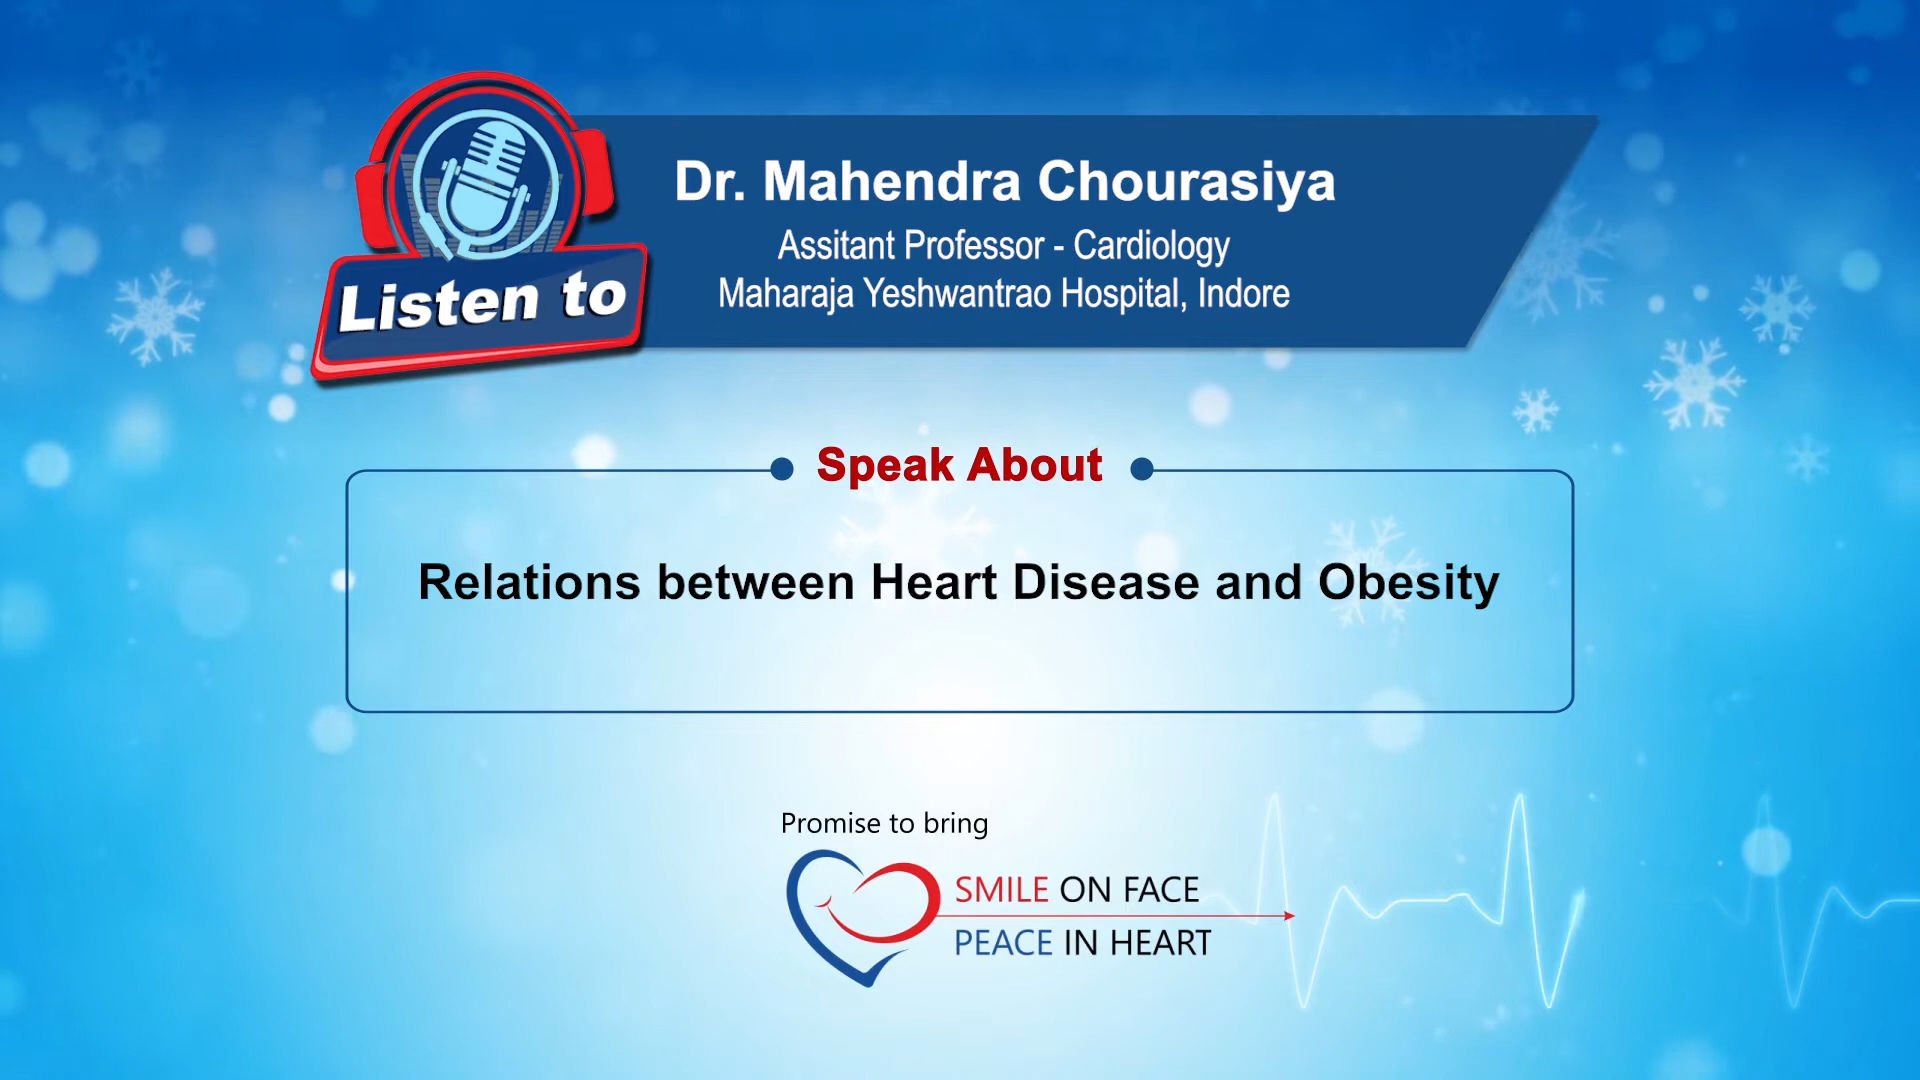 Listen to
Dr. Mahendra Chourasiya
Assitant Professor - Cardiology
Maharaja Yeshwantrao Hospital, Indore
Speak About
Relations between Heart Disease and Obesity
Promise to bring
SMILE ON FACE
PEACE IN HEART